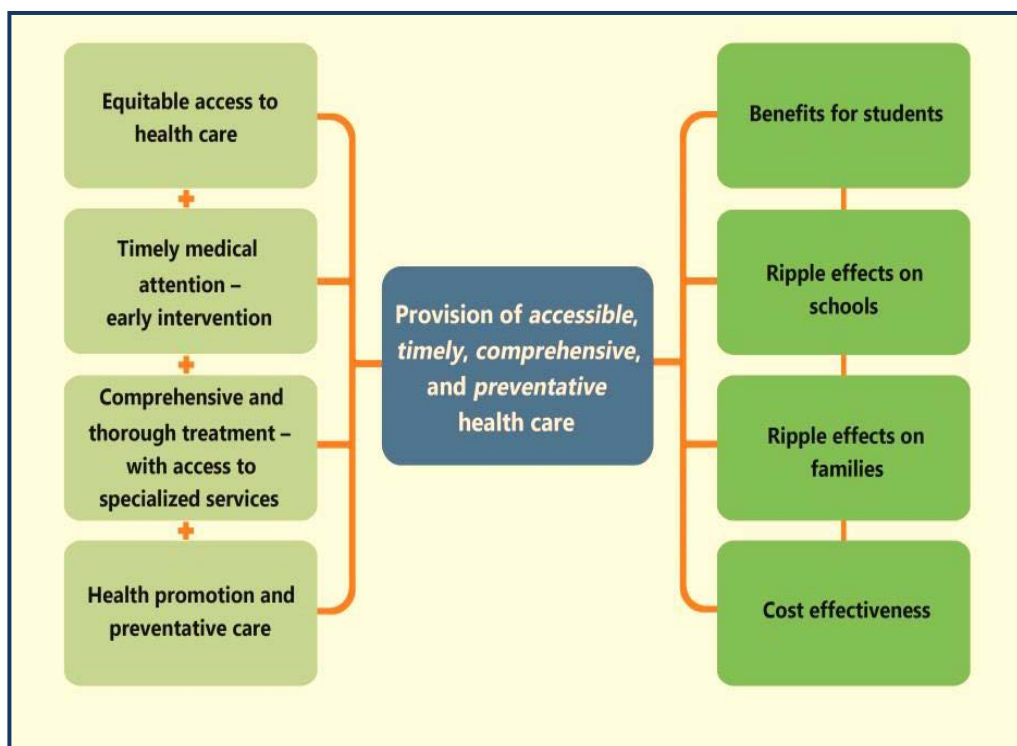 Equitable access to
health care
Timely medical
attention –
early intervention
Comprehensive and
thorough treatment –
with access to
specialized services
Health promotion and
preventative care
Provision of accessible,
timely, comprehensive,
and preventative
health care
Benefits for students
Ripple effects on
schools
Ripple effects on
families
Cost effectiveness